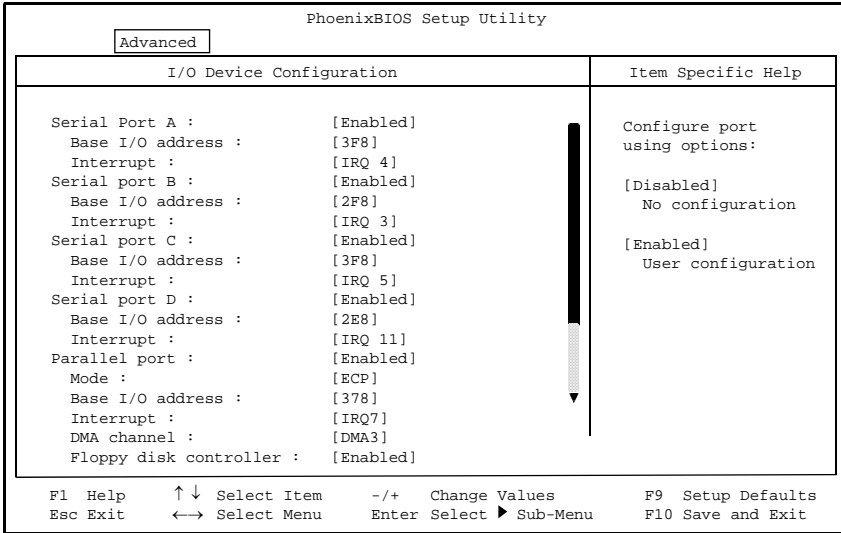 PhoenixBIOS Setup Utility
Advanced
I/O Device Configuration
Item Specific Help
Serial Port A : [Enabled]
Base I/O address : [3F8]
Interrupt : [IRQ 4]
Serial port B : [Enabled]
Base I/O address : [2F8]
Interrupt : [IRQ 3]
Serial port C : [Enabled]
Base I/O address : [3F8]
Interrupt : [IRQ 5]
Serial port D : [Enabled]
Base I/O address : [2E8]
Interrupt : [IRQ 11]
Parallel port : [Enabled]
Mode : [ECP]
Base I/O address : [378]
Interrupt : [IRQ7]
DMA channel : [DMA3]
Floppy disk controller : [Enabled]
Configure port
using options:
[Disabled]
No configuration
[Enabled]
User configuration
F1 Help ↑↓ Select Item -/+ Change Values F9 Setup Defaults
Esc Exit ←→ Select Menu Enter Select ▶ Sub-Menu F10 Save and Exit